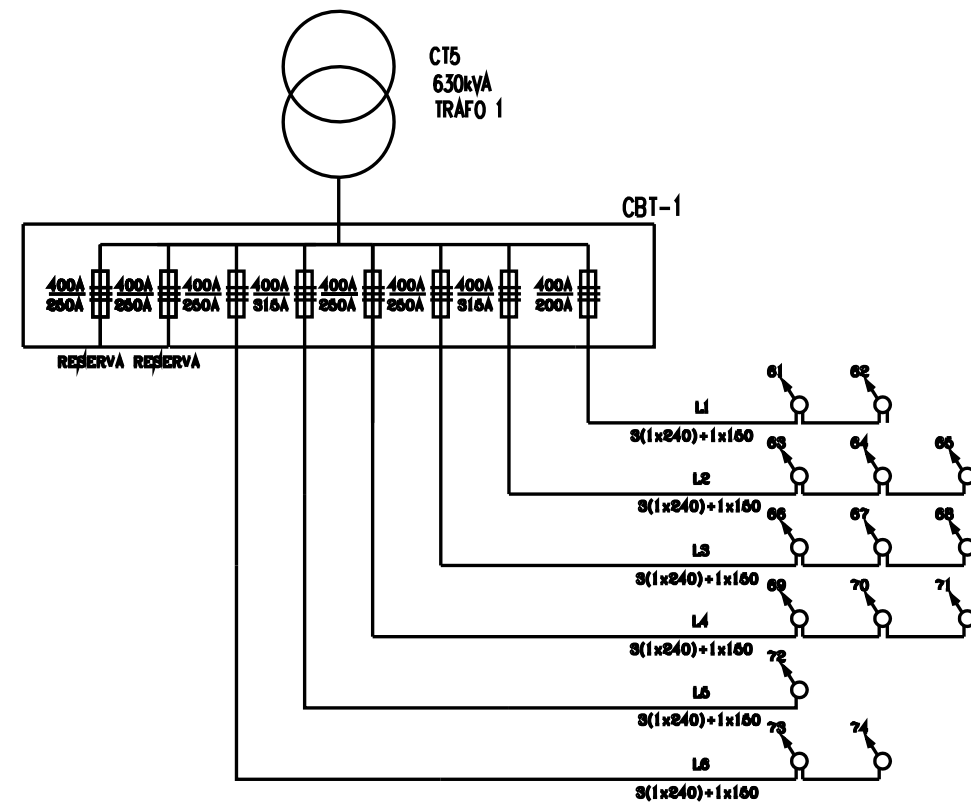 CT5
630kVA
TRAFO 1
CBT-1
400A 400A 400A 400A 400A 400A 400A 400A
250A 250A 250A 315A 250A 250A 315A 200A
RESERVA RESERVA
61 62
L1
3(1x240)+1x150
63 64 65
L2
3(1x240)+1x150
66 67 68
L3
3(1x240)+1x150
69 70 71
L4
3(1x240)+1x150
72
L5
3(1x240)+1x150
73 74
L6
3(1x240)+1x150